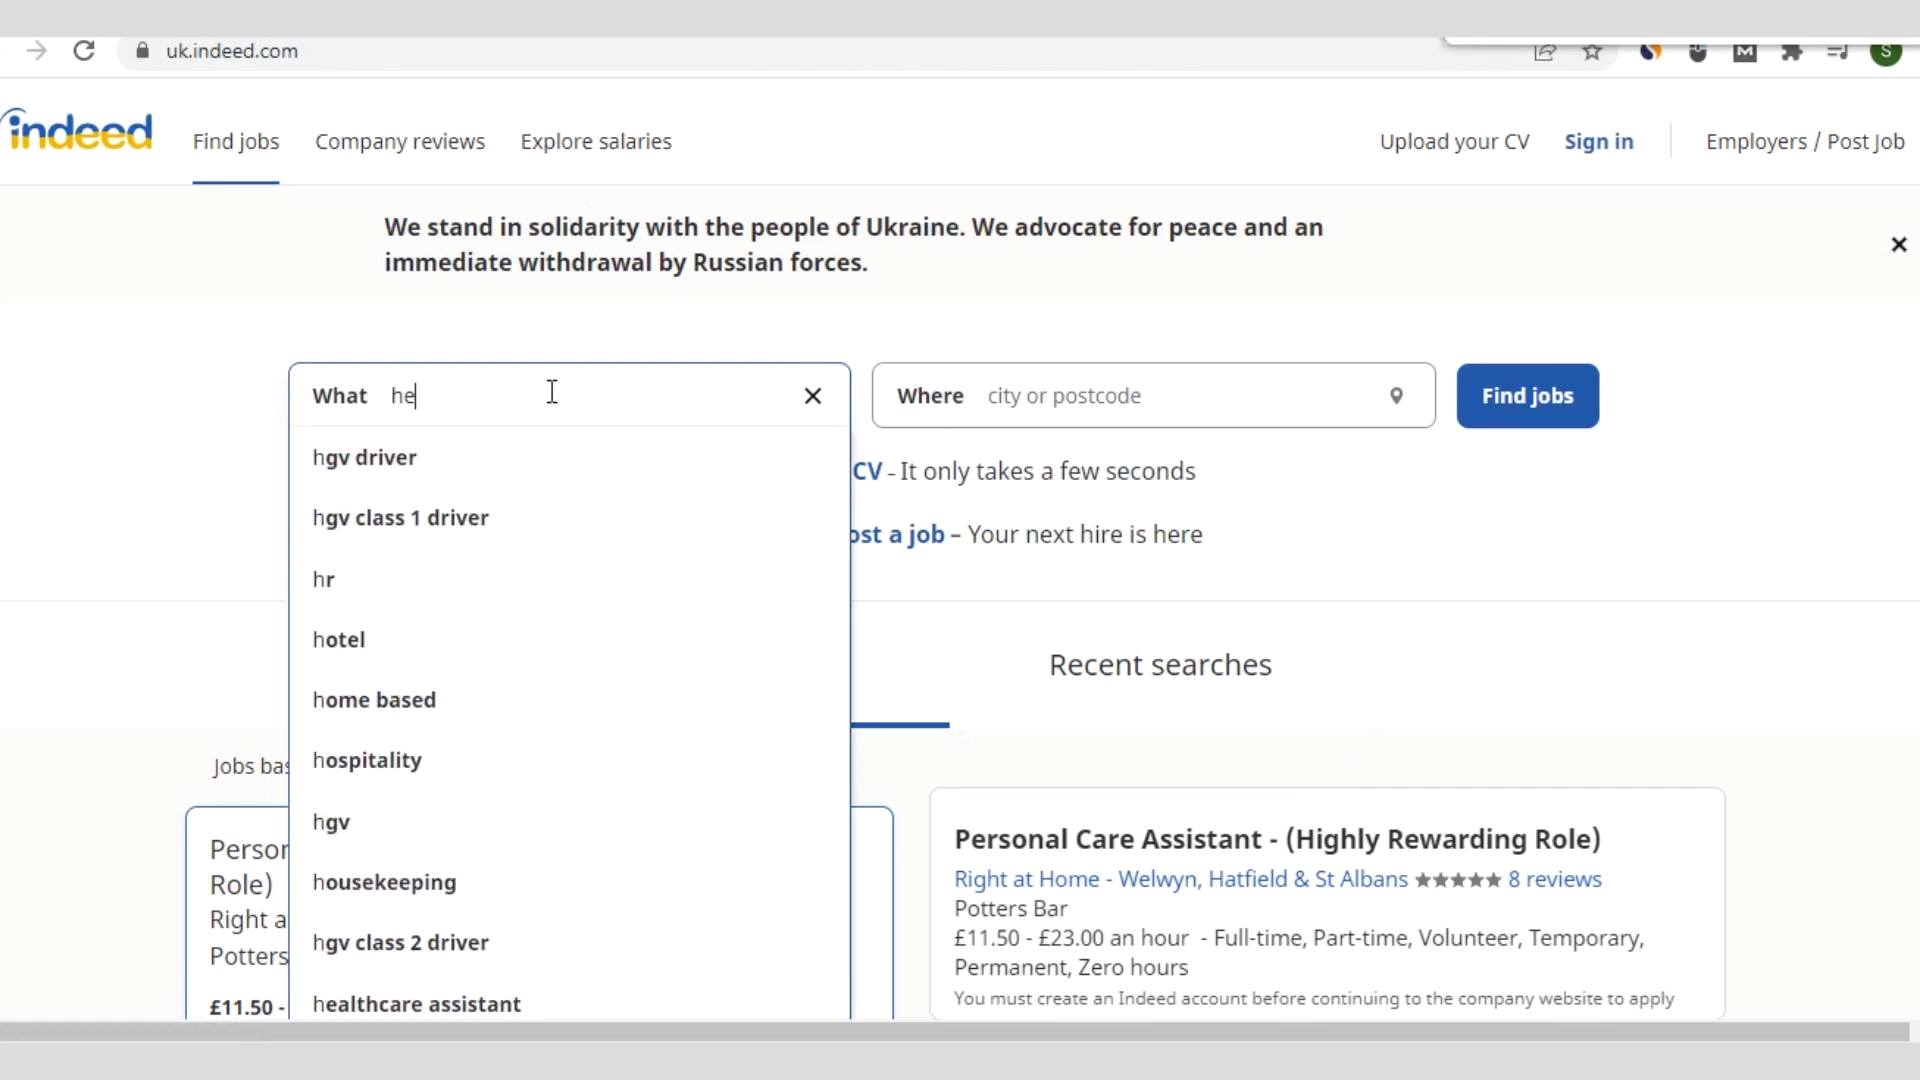 uk.indeed.com
M
S
indeed
Find jobs
Company reviews
Explore salaries
Upload your CV
Sign in
Employers / Post Job
We stand in solidarity with the people of Ukraine. We advocate for peace and an
immediate withdrawal by Russian forces.
What he
Where city or postcode
Find jobs
hgv driver
hgv class 1 driver
hr
hotel
home based
hospitality
hgv
housekeeping
hgv class 2 driver
healthcare assistant
CV - It only takes a few seconds
ost a job – Your next hire is here
Recent searches
Jobs bas
Person
Role)
Right a
Potters
£11.50 -
Personal Care Assistant - (Highly Rewarding Role)
Right at Home - Welwyn, Hatfield & St Albans ★★★★★ 8 reviews
Potters Bar
£11.50 - £23.00 an hour - Full-time, Part-time, Volunteer, Temporary,
Permanent, Zero hours
You must create an Indeed account before continuing to the company website to apply